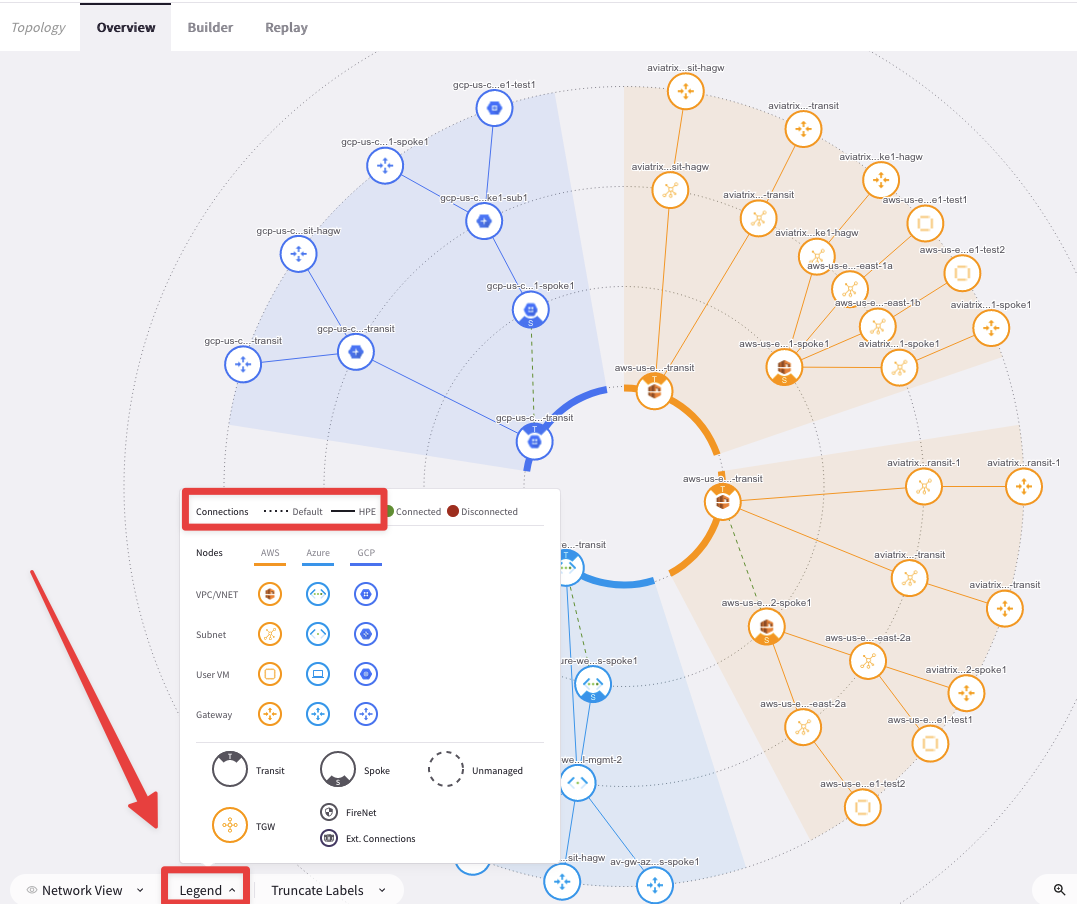 Topology Overview Builder Replay
aviatrix...sit-hagw
gcp-us-c...e1-test1
aviatrix...-transit
gcp-us-c...1-spoke1
aviatrix...ke1-hagw
aviatrix...sit-hagw
gcp-us-c...ke1-sub1
aviatrix...-transit
aws-us-e...e1-test1
gcp-us-c...sit-hagw
aviatrix...ke1-hagw
aws-us-e...e1-test2
aws-us-e...-east-1a
gcp-us-c...1-spoke1
aws-us-e...-east-1b
aviatrix...1-spoke1
S
gcp-us-c...-transit
gcp-us-c...-transit
aws-us-e...1-spoke1
aviatrix...1-spoke1
S
aws-us-e...-transit
T
gcp-us-c...-transit
T
aviatrix...ransit-1
aviatrix...ransit-1
aws-us-e...-transit
T
Connections Default HPE Connected Disconnected
e...-transit
T
Nodes AWS Azure GCP
aviatrix...-transit
aviatrix...-transit
VPC/VNET
aws-us-e...2-spoke1
S
Subnet
aws-us-e...-east-2a
ure-we...s-spoke1
S
User VM
aviatrix...2-spoke1
aws-us-e...-east-2a
Gateway
aws-us-e...e1-test1
we...l-mgmt-2
T Transit S Spoke Unmanaged
aws-us-e...e1-test2
FireNet
TGW
Ext. Connections
...sit-hagw
av-gw-az...s-spoke1
Network View Legend Truncate Labels